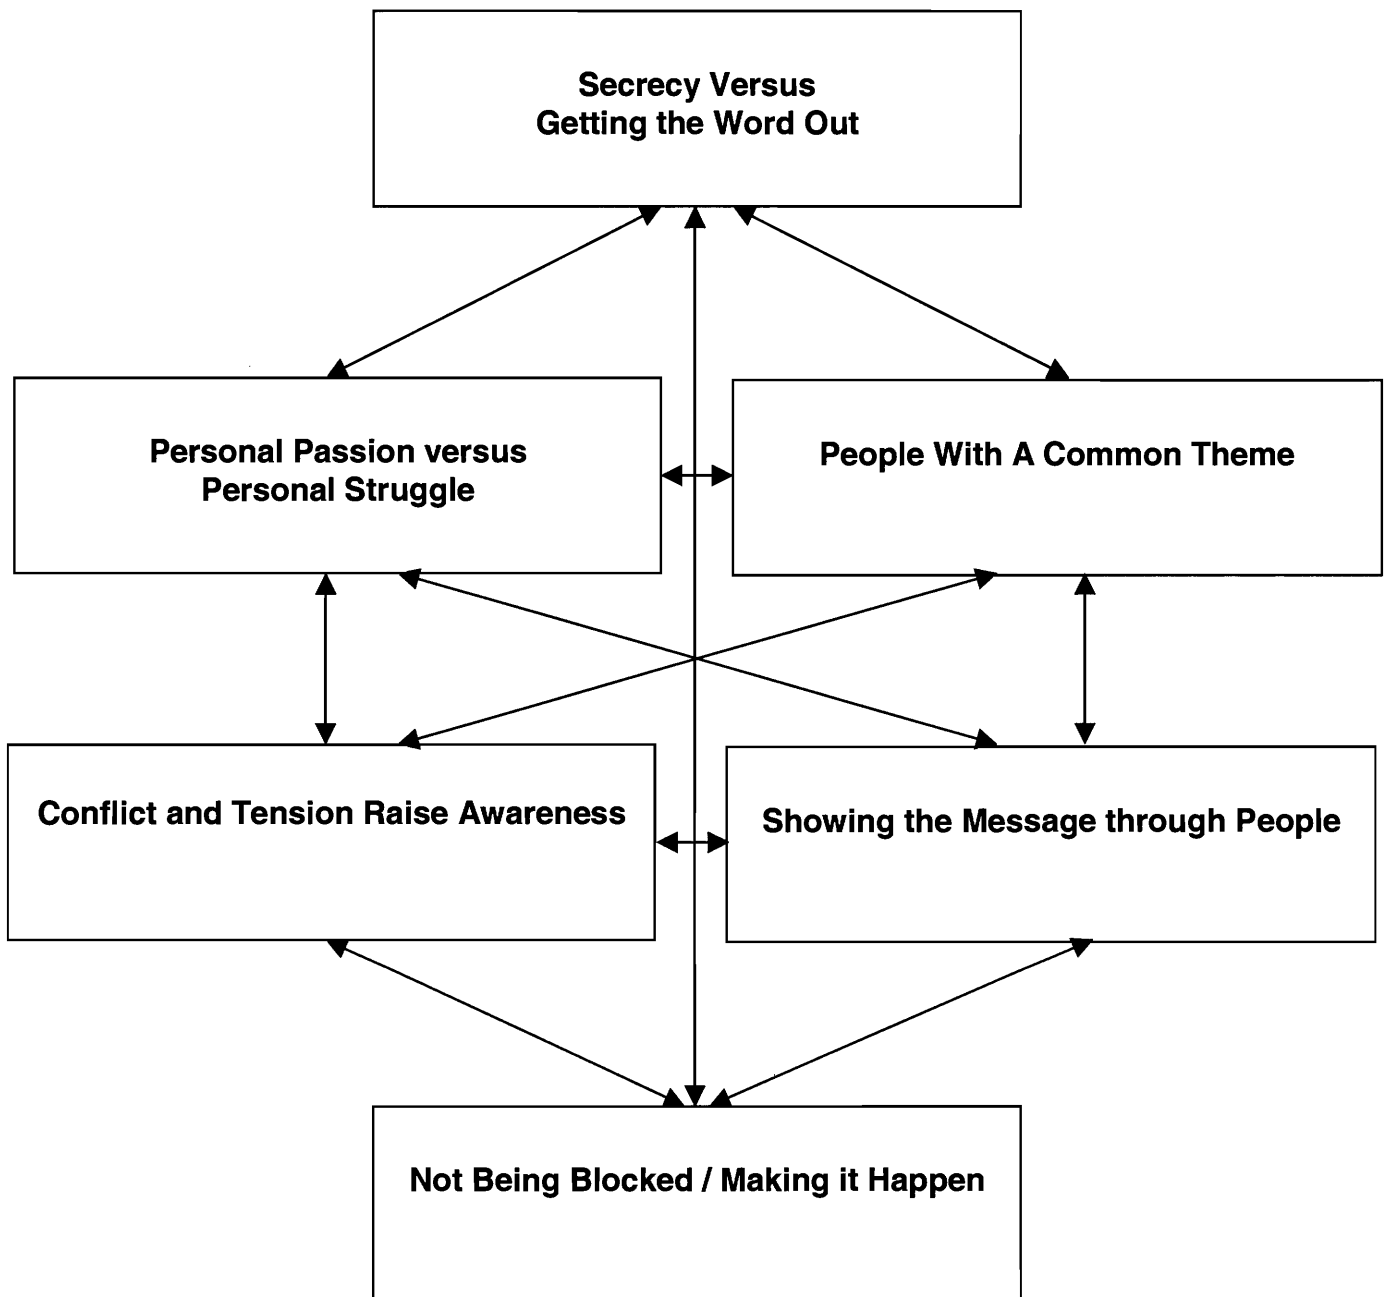 Secrecy Versus
Getting the Word Out
Personal Passion versus
Personal Struggle
People With A Common Theme
Conflict and Tension Raise Awareness
Showing the Message through People
Not Being Blocked / Making it Happen